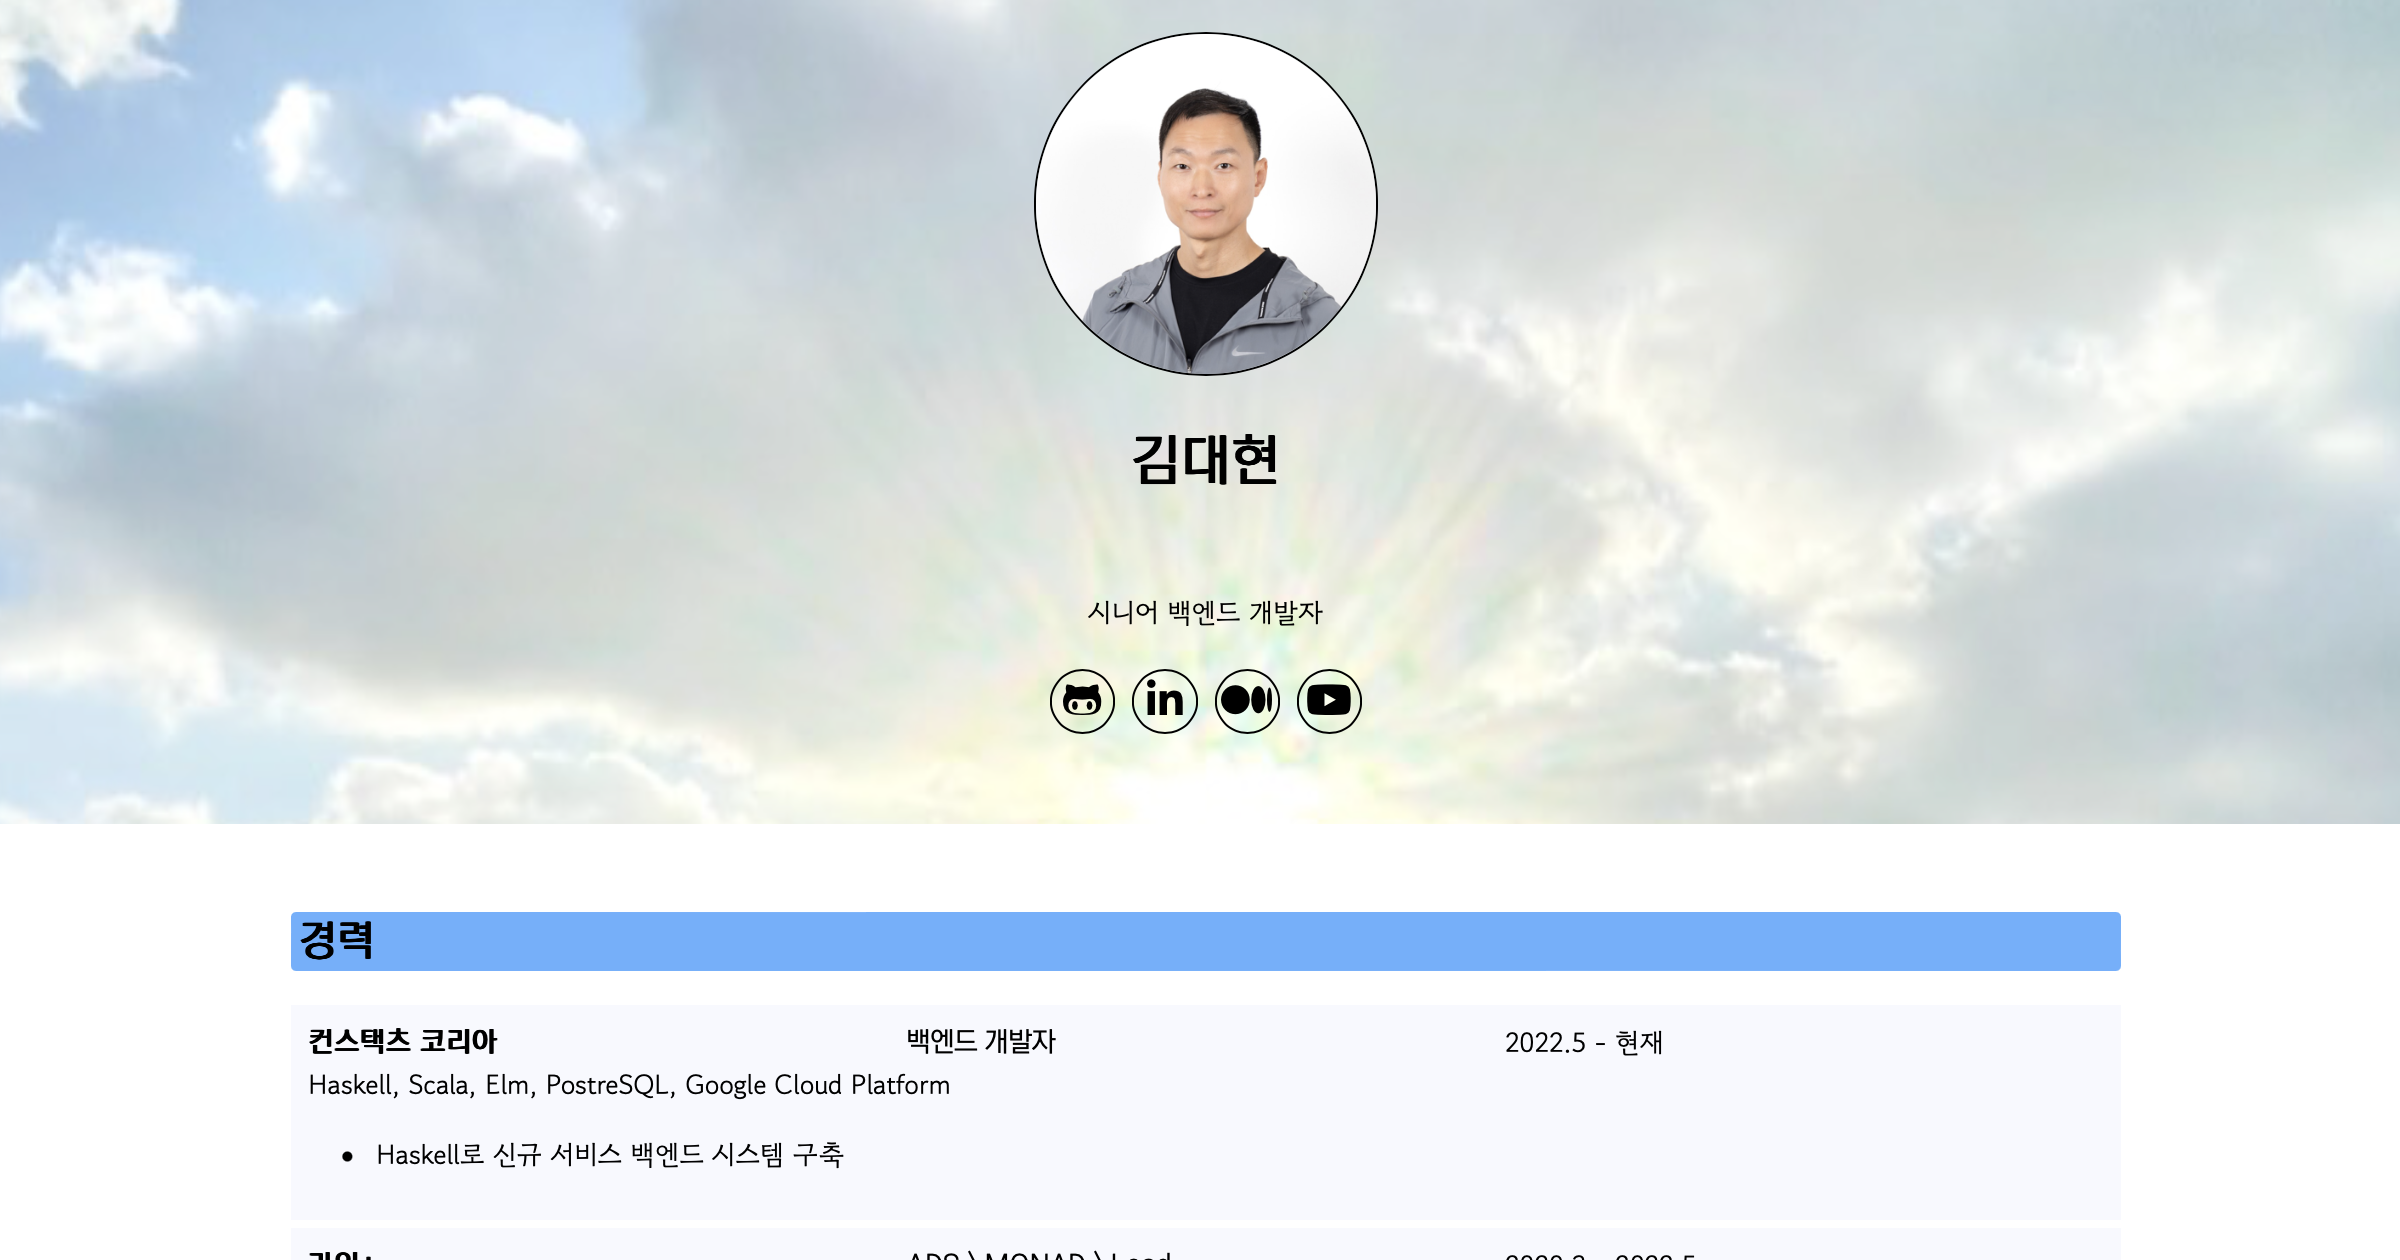 김대현
시니어 백엔드 개발자
경력
컨스택츠 코리아 백엔드 개발자 2022.5 - 현재
Haskell, Scala, Elm, PostreSQL, Google Cloud Platform
• Haskell로 신규 서비스 백엔드 시스템 구축